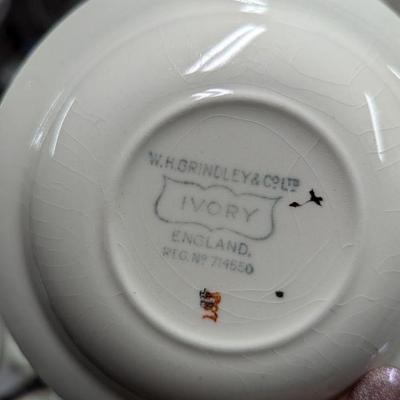 W.H.GRINDLEY & CO LTD
IVORY
ENGLAND.
REG. No 714550